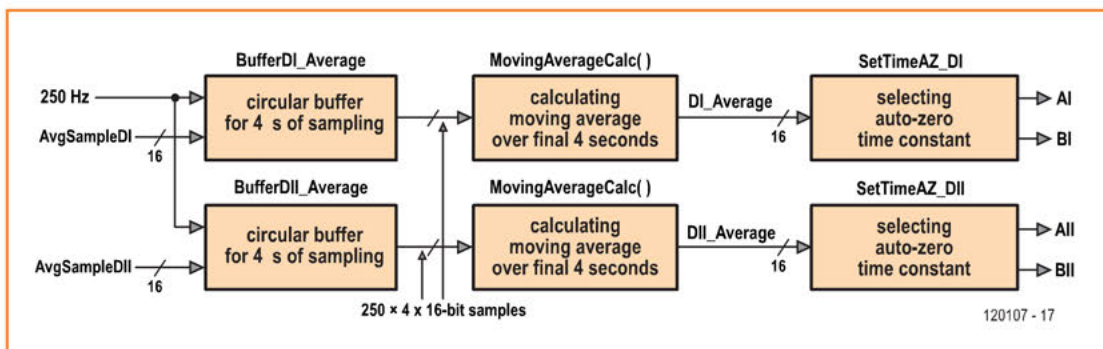 BufferDI_Average
MovingAverageCalc( )
SetTimeAZ_DI
250 Hz
AvgSampleDI
16
circular buffer
for 4 s of sampling
calculating
moving average
over final 4 seconds
DI_Average
16
selecting
auto-zero
time constant
AI
BI
BufferDII_Average
MovingAverageCalc( )
SetTimeAZ_DII
AvgSampleDII
16
circular buffer
for 4 s of sampling
calculating
moving average
over final 4 seconds
DII_Average
16
selecting
auto-zero
time constant
AII
BII
250 × 4 x 16-bit samples
120107 - 17